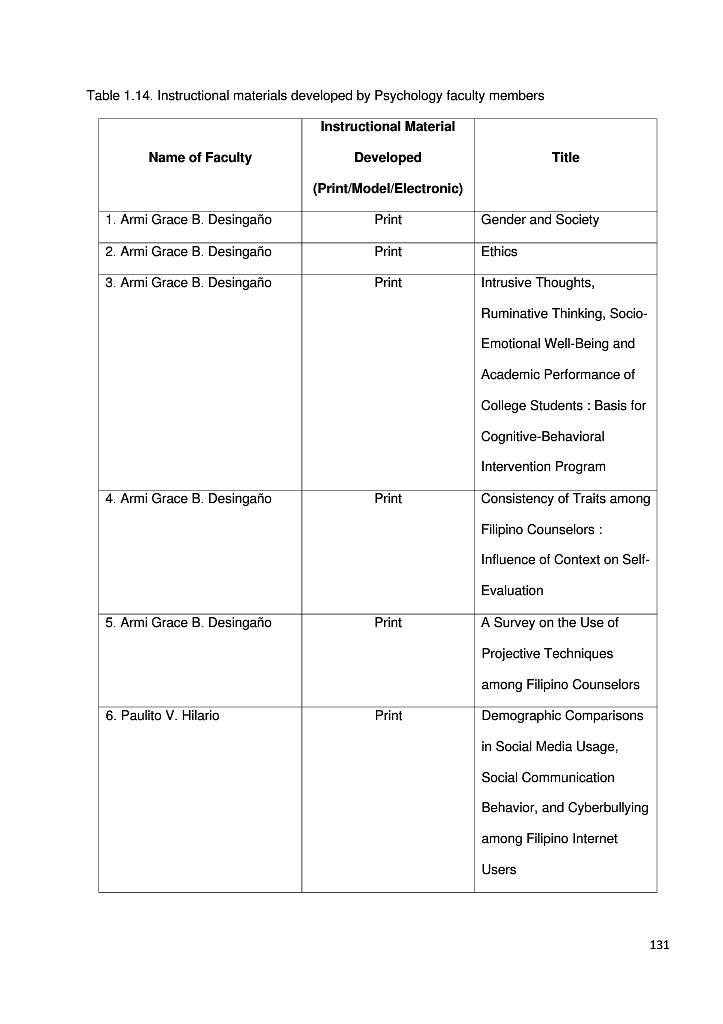 Table 1.14. Instructional materials developed by Psychology faculty members
Name of Faculty
Instructional Material
Developed
(Print/Model/Electronic)
Title
1. Armi Grace B. Desingaño
Print
Gender and Society
2. Armi Grace B. Desingaño
Print
Ethics
3. Armi Grace B. Desingaño
Print
Intrusive Thoughts,
Ruminative Thinking, Socio-
Emotional Well-Being and
Academic Performance of
College Students : Basis for
Cognitive-Behavioral
Intervention Program
4. Armi Grace B. Desingaño
Print
Consistency of Traits among
Filipino Counselors :
Influence of Context on Self-
Evaluation
5. Armi Grace B. Desingaño
Print
A Survey on the Use of
Projective Techniques
among Filipino Counselors
6. Paulito V. Hilario
Print
Demographic Comparisons
in Social Media Usage,
Social Communication
Behavior, and Cyberbullying
among Filipino Internet
Users
131